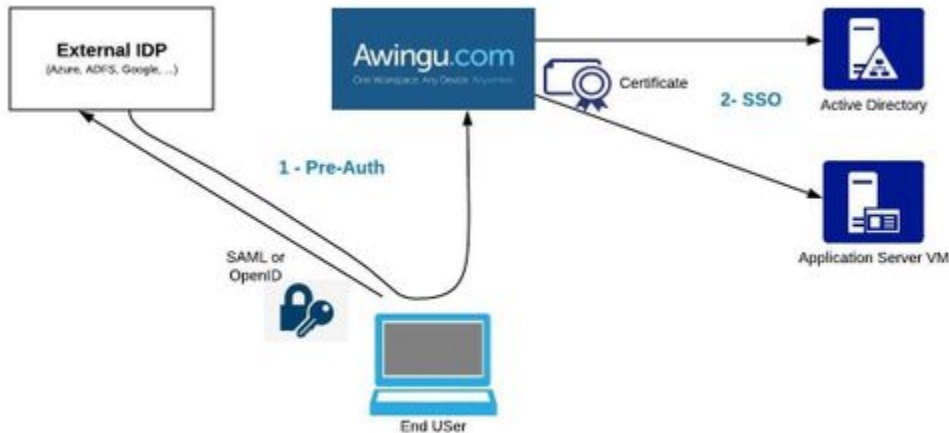 External IDP
(Azure, ADFS, Google, ...)
Awingu.com
One Workspace. Any Device. Anywhere.
Certificate
2- SSO
Active Directory
1 - Pre-Auth
SAML or
OpenID
Application Server VM
End USer